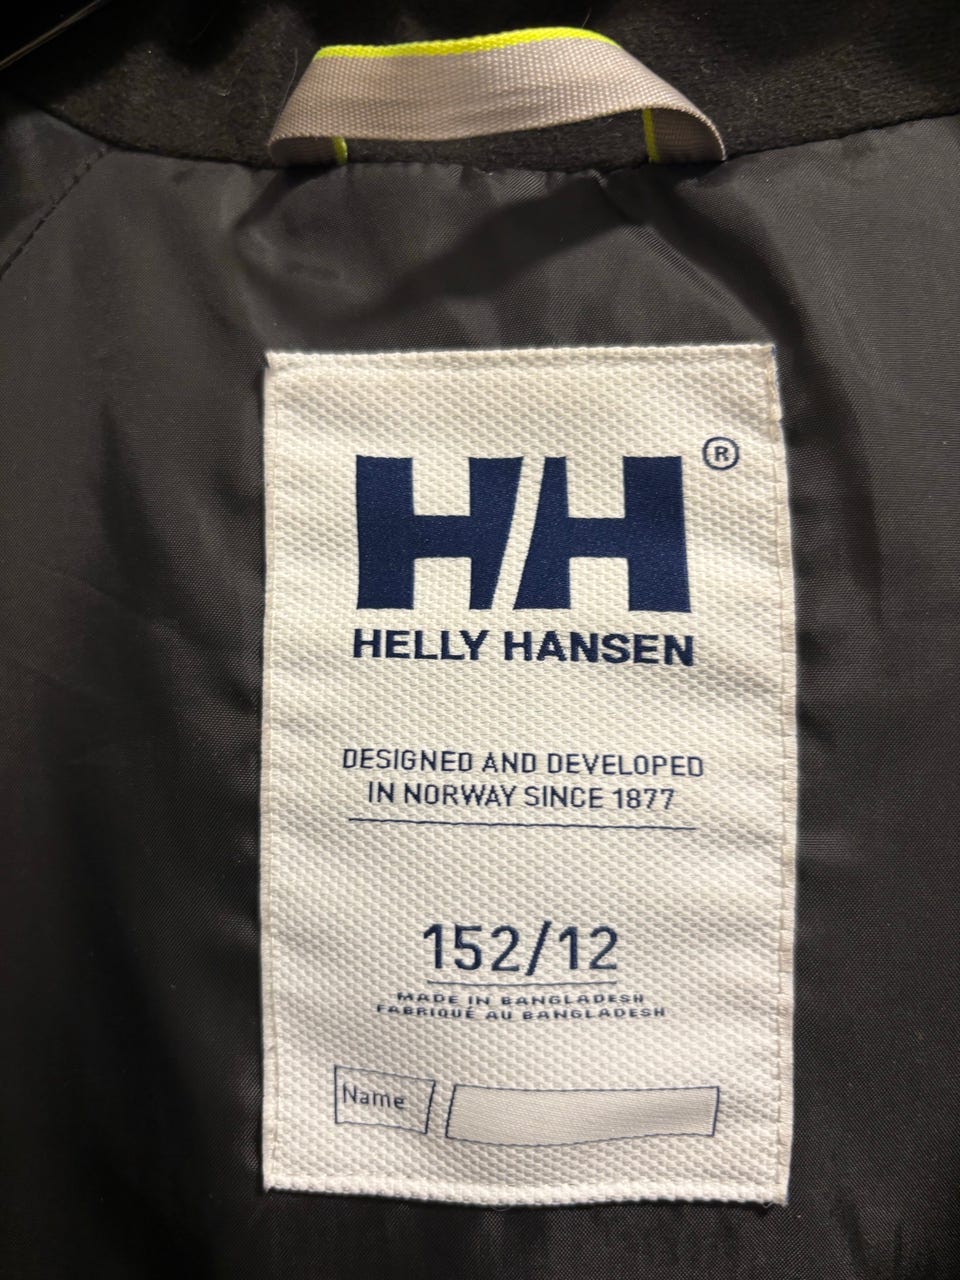 HH®
HELLY HANSEN
DESIGNED AND DEVELOPED
IN NORWAY SINCE 1877
152/12
MADE IN BANGLADESH
FABRIQUÉ AU BANGLADESH
Name